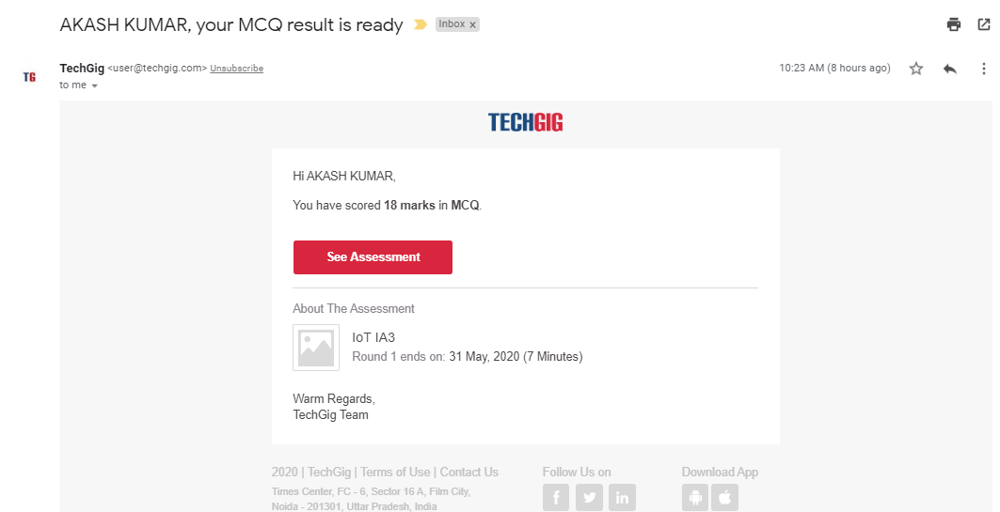 AKASH KUMAR, your MCQ result is ready Inbox x
TG TechGig <user@techgig.com> Unsubscribe 10:23 AM (8 hours ago)
to me
TECHGIG
Hi AKASH KUMAR,
You have scored 18 marks in MCQ.
See Assessment
About The Assessment
IoT IA3
Round 1 ends on: 31 May, 2020 (7 Minutes)
Warm Regards,
TechGig Team
2020 | TechGig | Terms of Use | Contact Us
Times Center, FC - 6, Sector 16 A, Film City,
Noida - 201301, Uttar Pradesh, India
Follow Us on
f in
Download App